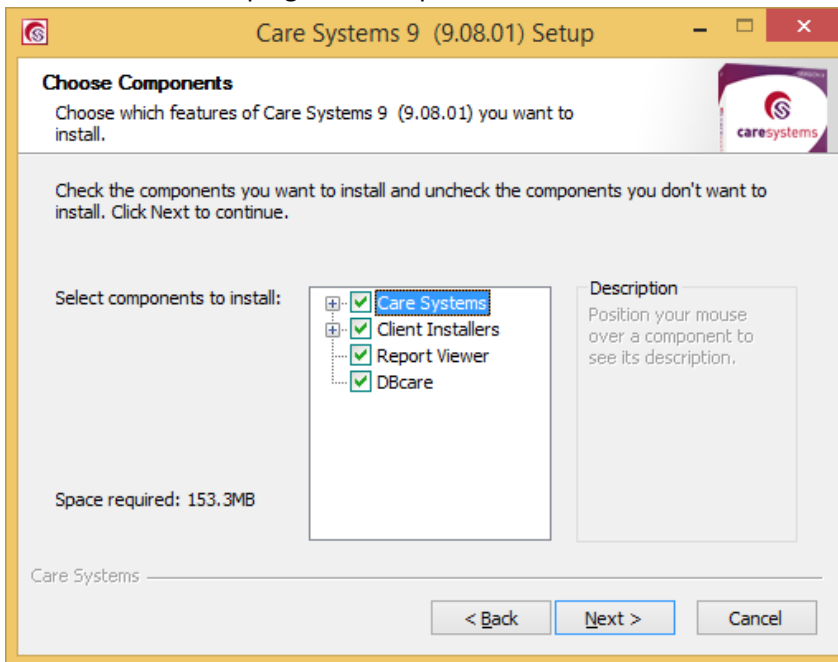 Care Systems 9  (9.08.01) Setup
Choose Components
Choose which features of Care Systems 9  (9.08.01) you want to
install.
caresystems
Check the components you want to install and uncheck the components you don't want to
install. Click Next to continue.
Select components to install:
Care Systems
Client Installers
Report Viewer
DBcare
Description
Position your mouse
over a component to
see its description.
Space required: 153.3MB
Care Systems
< Back
Next >
Cancel